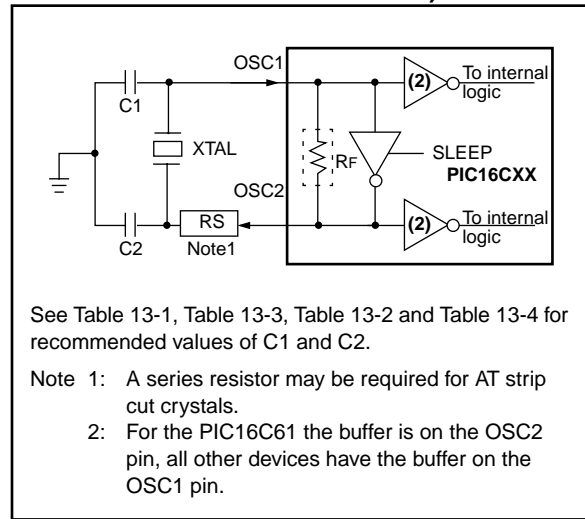 OSC1
(2)
To internal
logic
C1
XTAL
RF
SLEEP
PIC16CXX
OSC2
RS
C2
Note1
(2)
To internal
logic
See Table 13-1, Table 13-3, Table 13-2 and Table 13-4 for
recommended values of C1 and C2.
Note 1: A series resistor may be required for AT strip
cut crystals.
2: For the PIC16C61 the buffer is on the OSC2
pin, all other devices have the buffer on the
OSC1 pin.